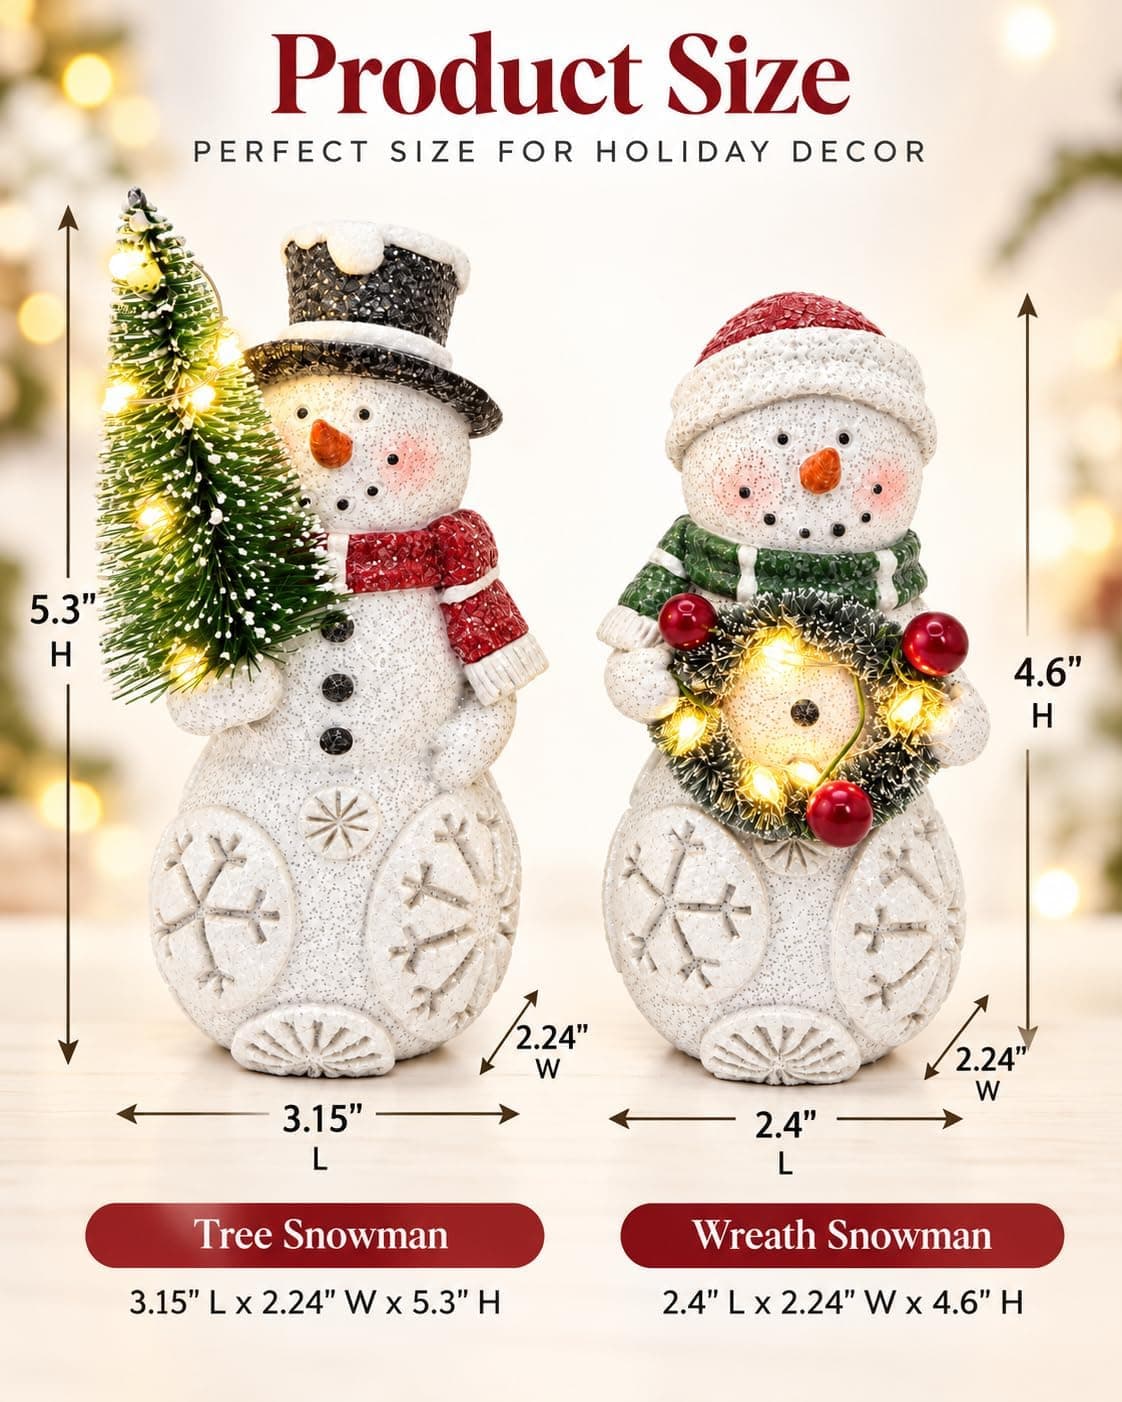 Product Size
PERFECT SIZE FOR HOLIDAY DECOR
5.3"
H
4.6"
H
2.24"
W
2.24"
W
3.15"
L
2.4"
L
Tree Snowman
Wreath Snowman
3.15" L x 2.24" W x 5.3" H
2.4" L x 2.24" W x 4.6" H